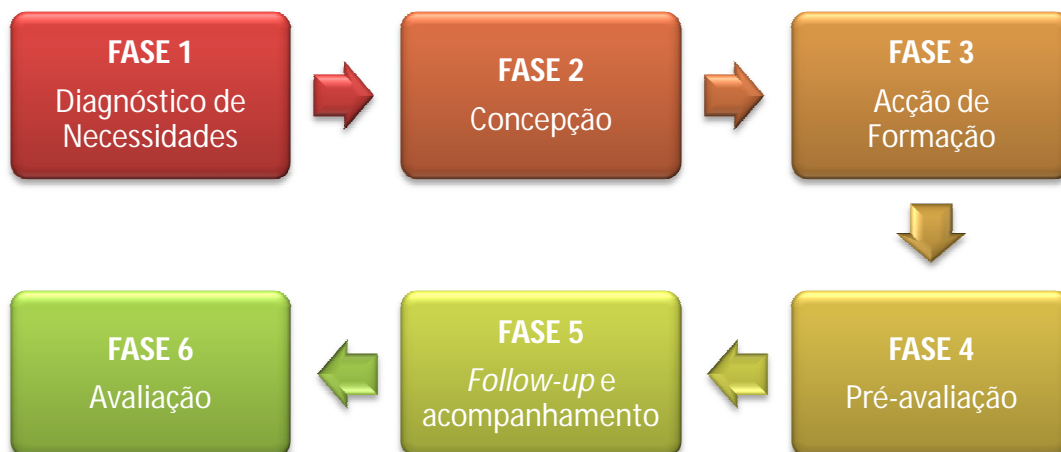 FASE 1
Diagnóstico de
Necessidades
FASE 2
Concepção
FASE 3
Acção de
Formação
FASE 4
Pré-avaliação
FASE 5
Follow-up e
acompanhamento
FASE 6
Avaliação